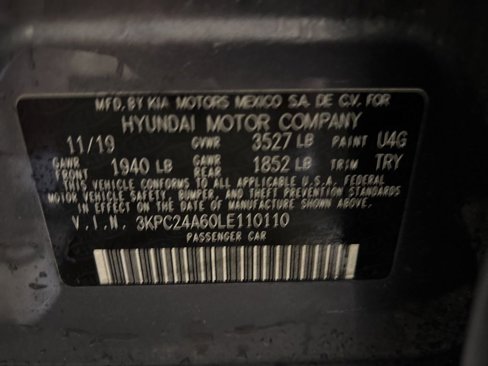 MFD. BY KIA MOTORS MEXICO S.A. DE C.V. FOR
HYUNDAI MOTOR COMPANY
11/19 GVWR 3527 LB PAINT U4G
GAWR FRONT 1940 LB GAWR REAR 1852 LB TRIM TRY
THIS VEHICLE CONFORMS TO ALL APPLICABLE U.S.A. FEDERAL
MOTOR VEHICLE SAFETY, BUMPER, AND THEFT PREVENTION STANDARDS
IN EFFECT ON THE DATE OF MANUFACTURE SHOWN ABOVE.
V.I.N. 3KPC24A60LE110110
PASSENGER CAR